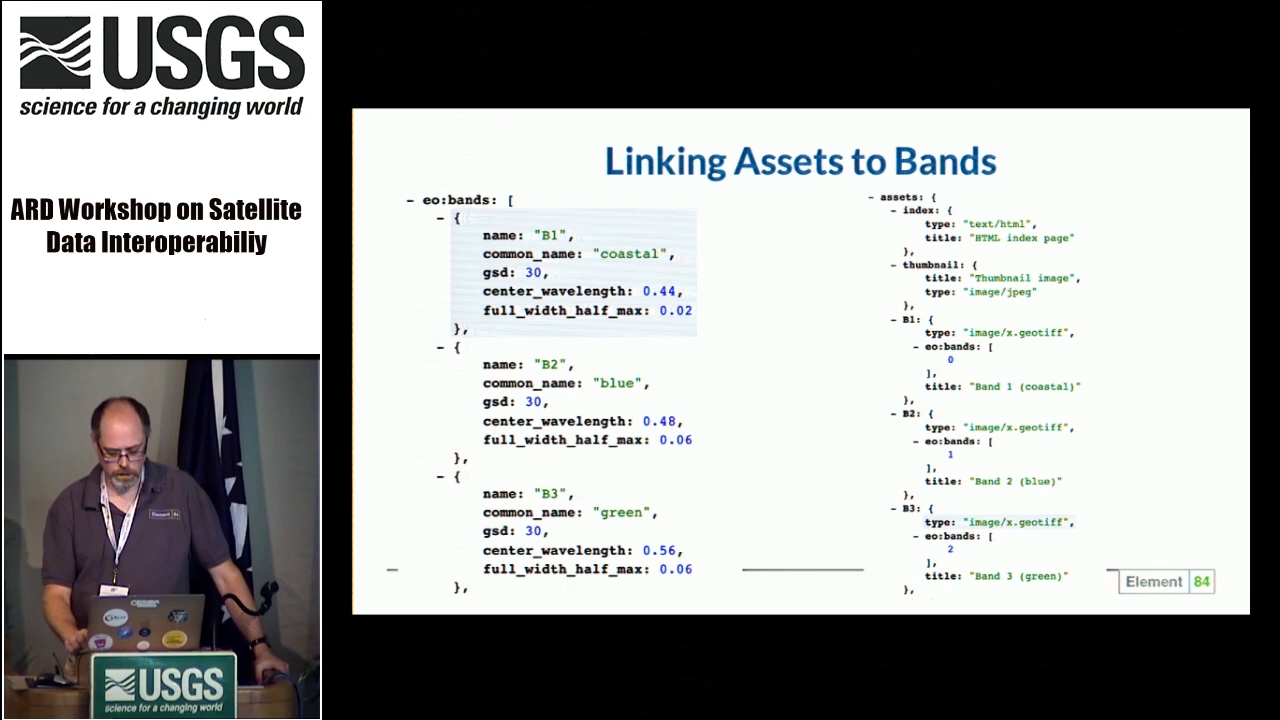 USGS
science for a changing world
ARD Workshop on Satellite
Data Interoperabiliy
Linking Assets to Bands
- eo:bands: [
- {
name: "B1",
common_name: "coastal",
gsd: 30,
center_wavelength: 0.44,
full_width_half_max: 0.02
},
- {
name: "B2",
common_name: "blue",
gsd: 30,
center_wavelength: 0.48,
full_width_half_max: 0.06
},
- {
name: "B3",
common_name: "green",
gsd: 30,
center_wavelength: 0.56,
full_width_half_max: 0.06
},
- assets: {
- index: {
type: "text/html",
title: "HTML index page"
},
- thumbnail: {
title: "Thumbnail image",
type: "image/jpeg"
},
- B1: {
type: "image/x.geotiff",
- eo:bands: [
0
],
title: "Band 1 (coastal)"
},
- B2: {
type: "image/x.geotiff",
- eo:bands: [
1
],
title: "Band 2 (blue)"
},
- B3: {
type: "image/x.geotiff",
- eo:bands: [
2
],
title: "Band 3 (green)"
},
Element 84
Element 84
USGS
science for a changing world